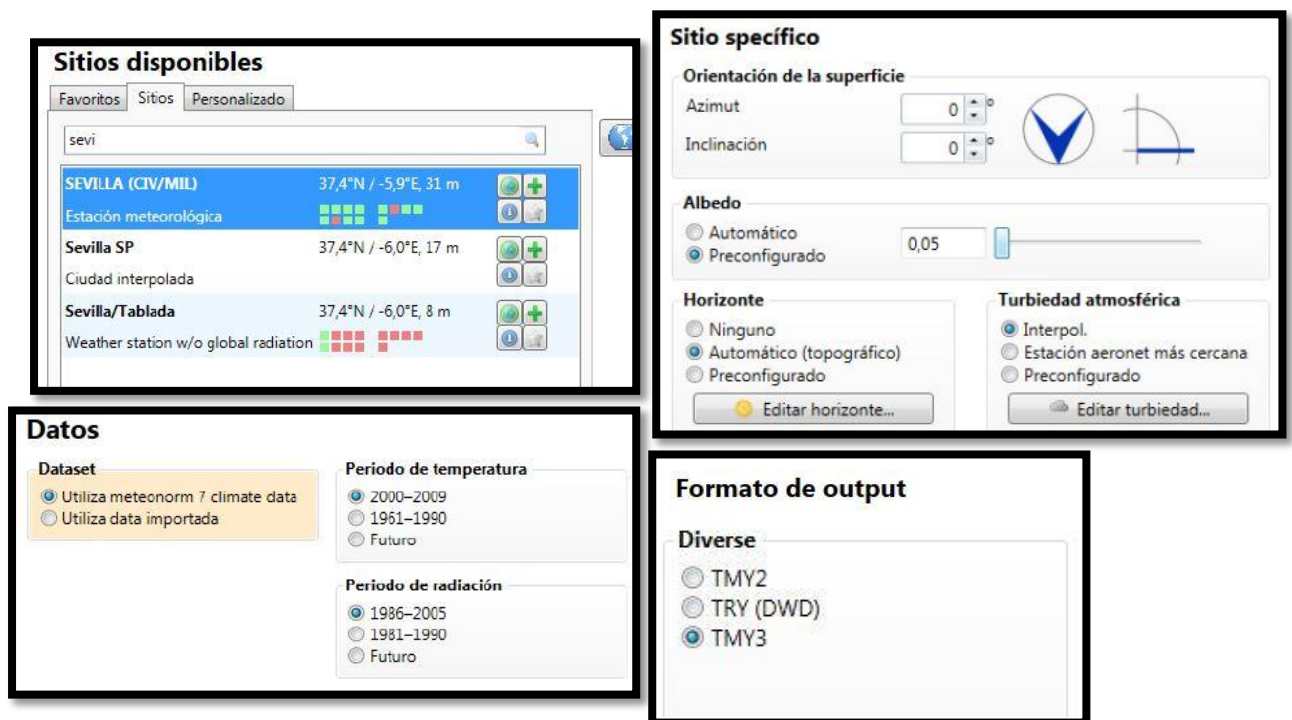 Sitios disponibles
Favoritos Sitios Personalizado
sevi
SEVILLA (CIV/MIL) 37,4°N / -5,9°E, 31 m
Estación meteorológica
Sevilla SP 37,4°N / -6,0°E, 17 m
Ciudad interpolada
Sevilla/Tablada 37,4°N / -6,0°E, 8 m
Weather station w/o global radiation
Sitio specífico
Orientación de la superficie
Azimut 0 °
Inclinación 0 °
Albedo
Automático
Preconfigurado 0,05
Horizonte
Ninguno
Automático (topográfico)
Preconfigurado
Editar horizonte...
Turbiedad atmosférica
Interpol.
Estación aeronet más cercana
Preconfigurado
Editar turbiedad...
Datos
Dataset
Utiliza meteonorm 7 climate data
Utiliza data importada
Periodo de temperatura
2000–2009
1961–1990
Futuro
Periodo de radiación
1986–2005
1981–1990
Futuro
Formato de output
Diverse
TMY2
TRY (DWD)
TMY3